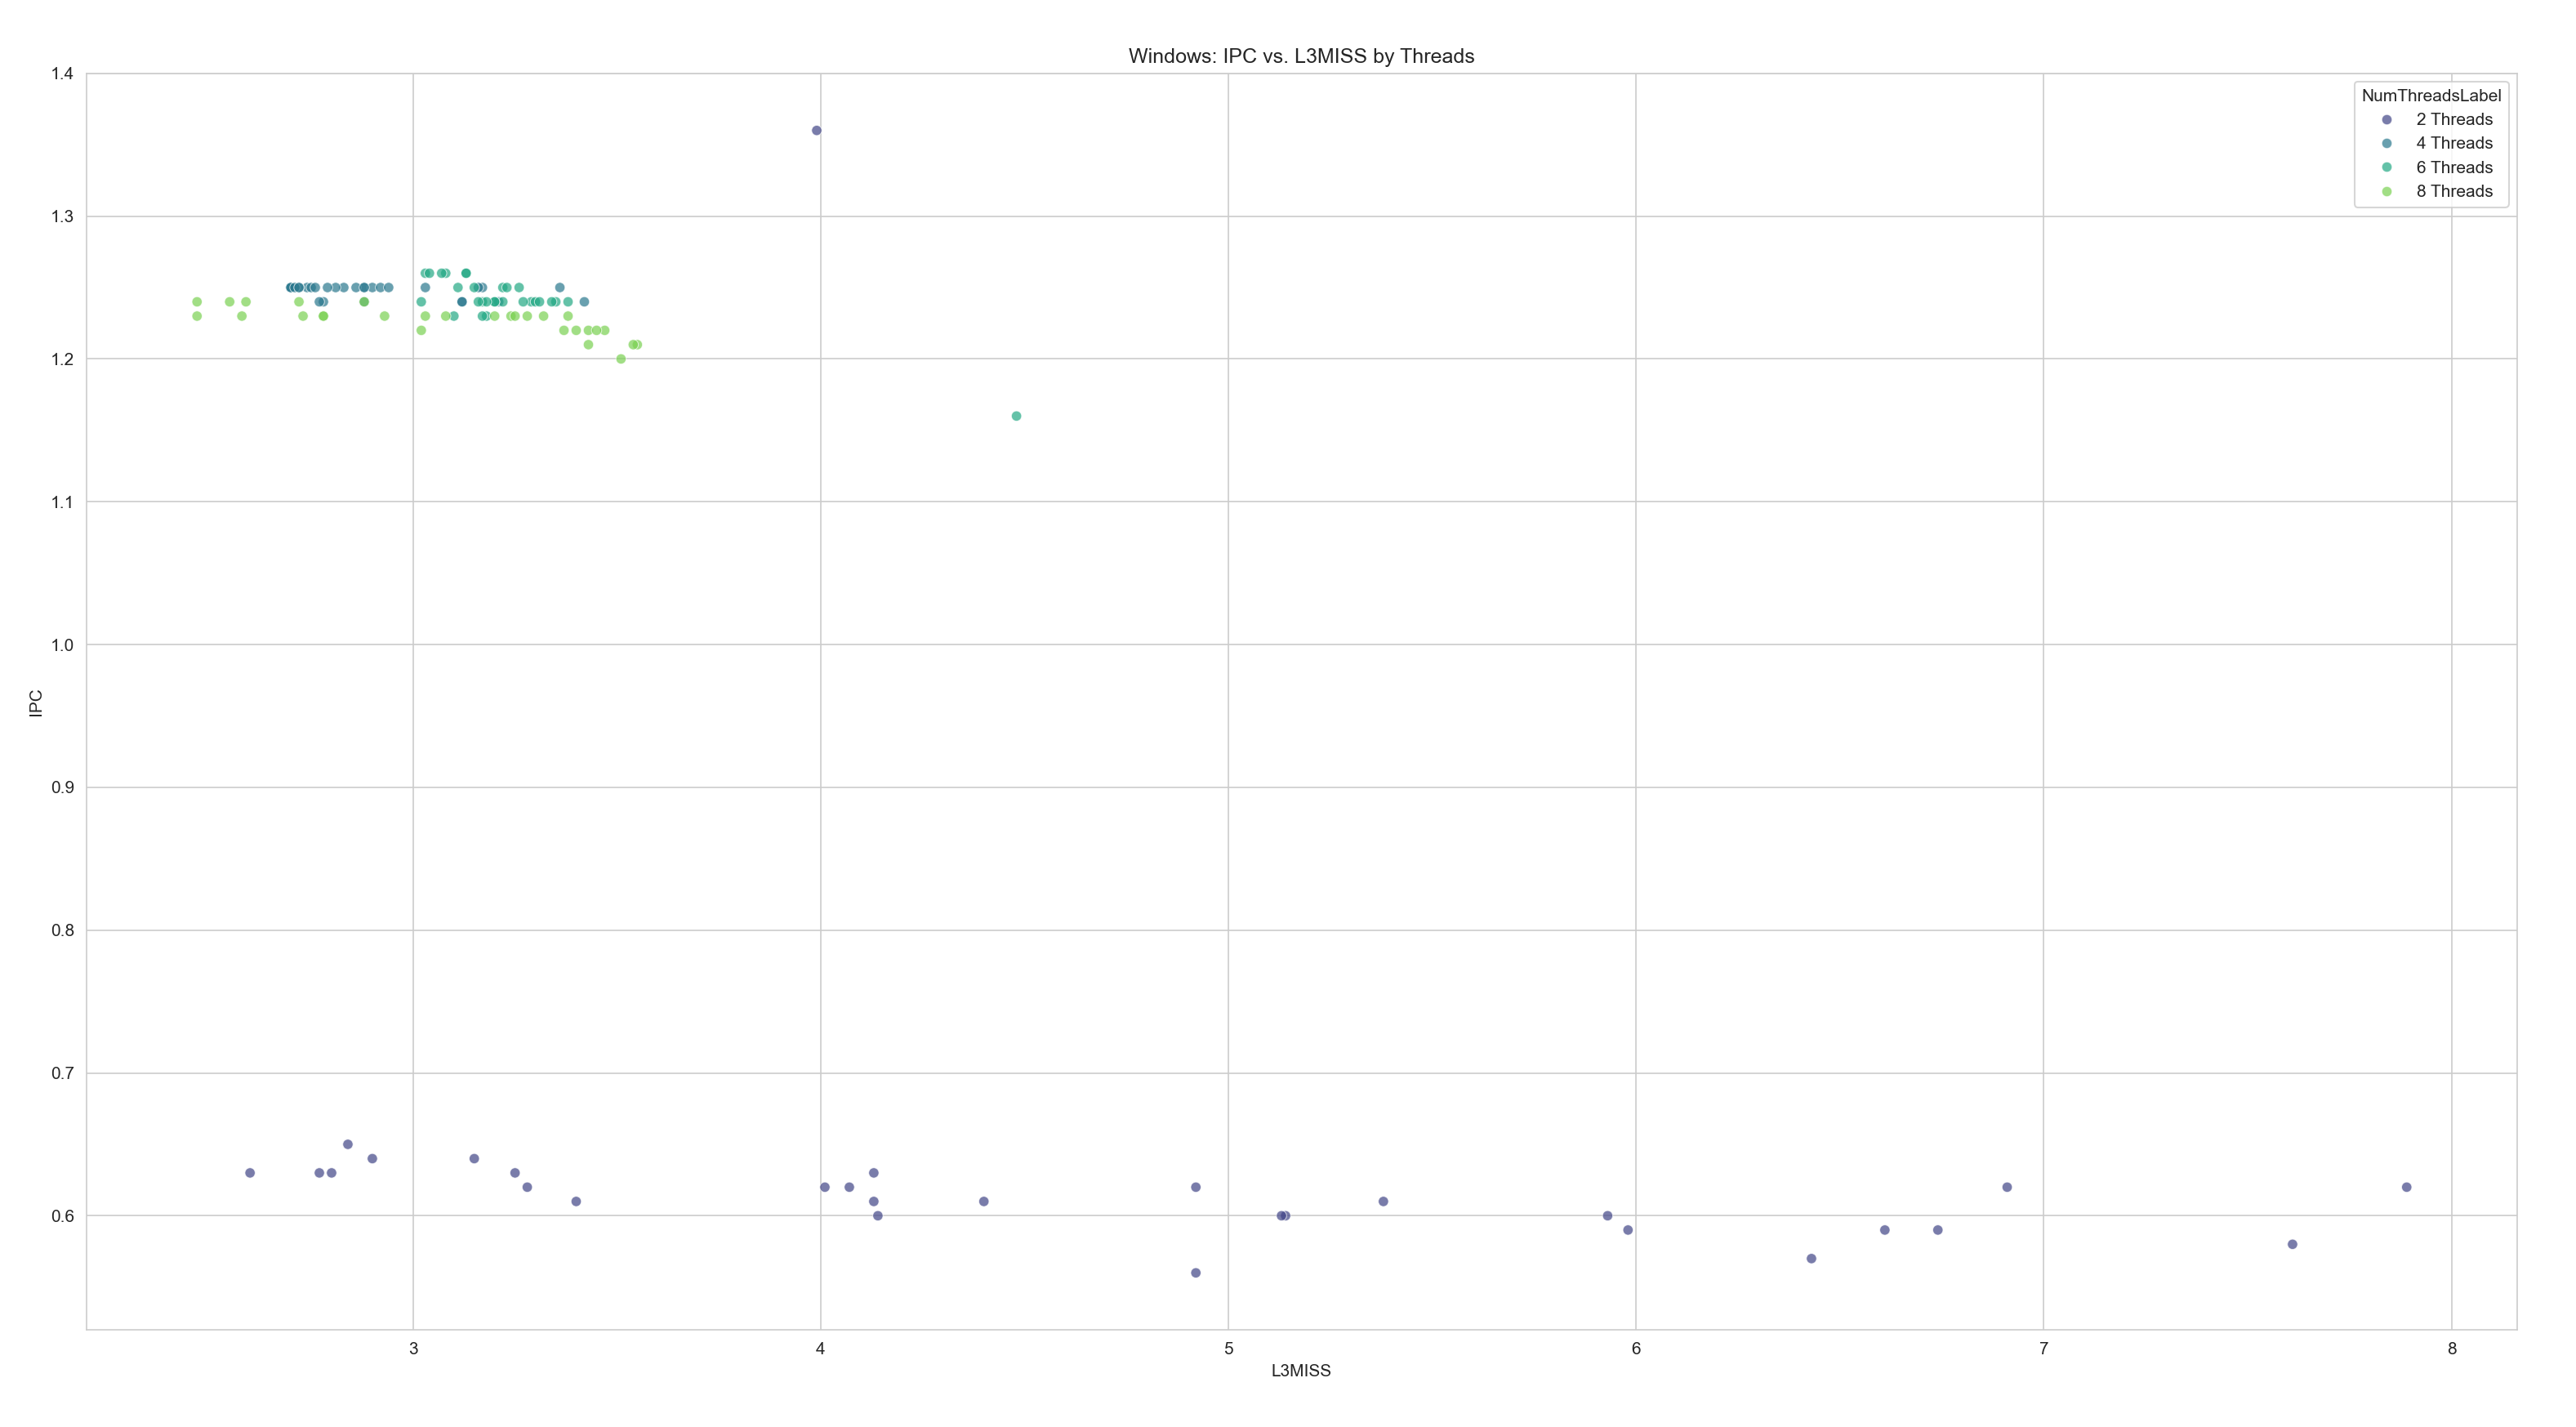 Windows: IPC vs. L3MISS by Threads
1.4
1.3
1.2
1.1
1.0
0.9
0.8
0.7
0.6
IPC
NumThreadsLabel
2 Threads
4 Threads
6 Threads
8 Threads
3 4 5 6 7 8
L3MISS